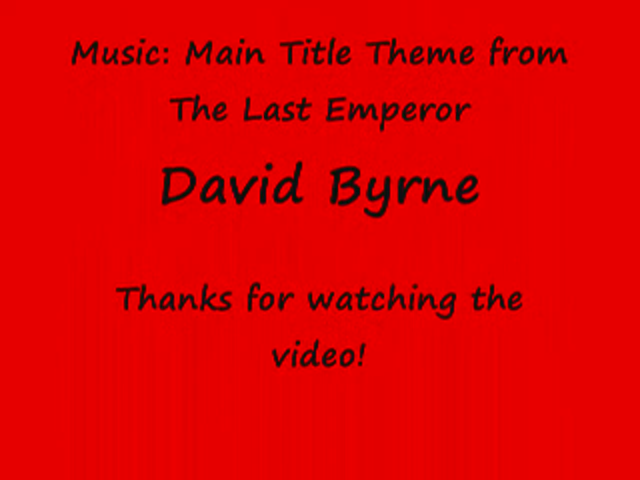 Music: Main Title Theme from
The Last Emperor
David Byrne
Thanks for watching the
video!